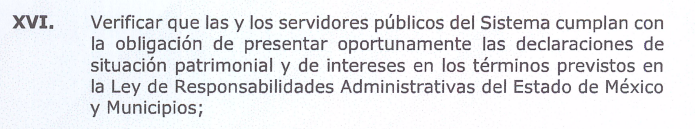 XVI. Verificar que las y los servidores públicos del Sistema cumplan con
la obligación de presentar oportunamente las declaraciones de
situación patrimonial y de intereses en los términos previstos en
la Ley de Responsabilidades Administrativas del Estado de México
y Municipios;